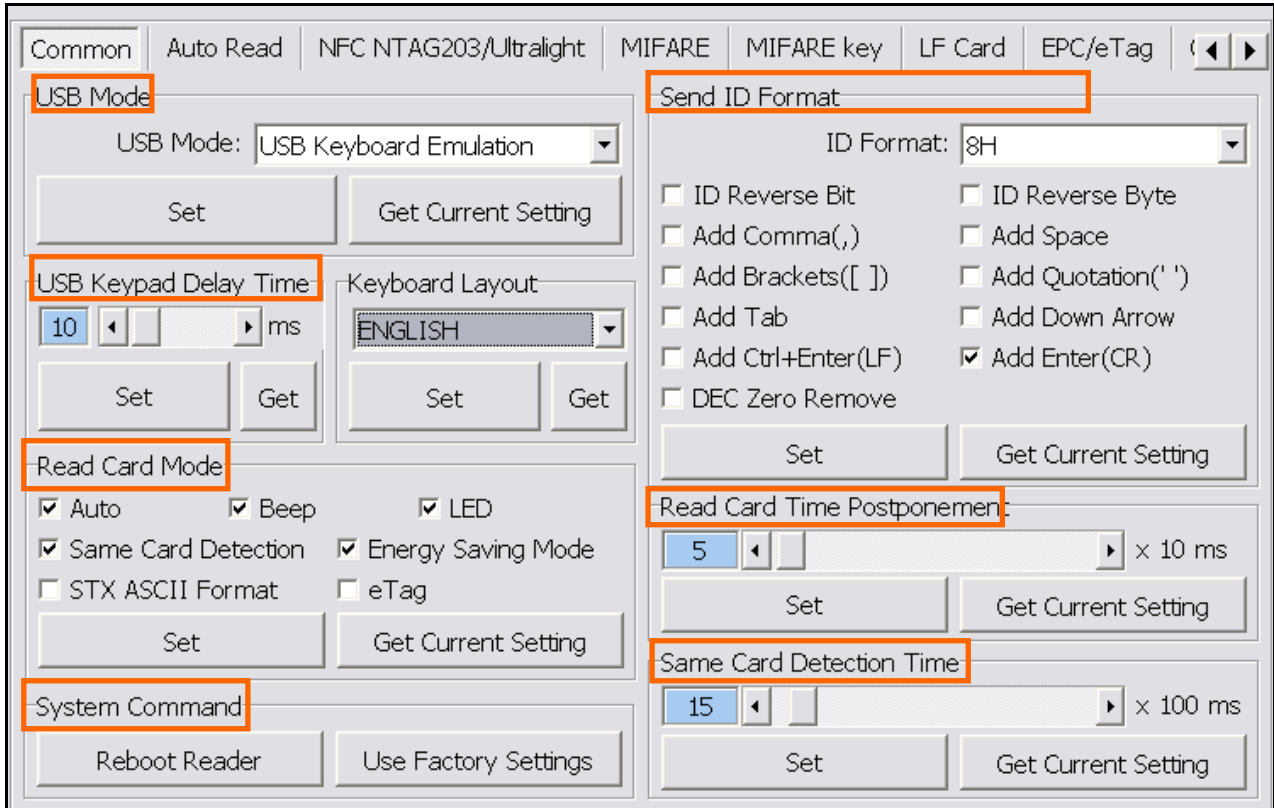 Common Auto Read NFC NTAG203/Ultralight MIFARE MIFARE key LF Card EPC/eTag
USB Mode
USB Mode: USB Keyboard Emulation
Set Get Current Setting
USB Keypad Delay Time Keyboard Layout
10 ms ENGLISH
Set Get Set Get
Read Card Mode
Auto Beep LED
Same Card Detection Energy Saving Mode
STX ASCII Format eTag
Set Get Current Setting
System Command
Reboot Reader Use Factory Settings
Send ID Format
ID Format: 8H
ID Reverse Bit ID Reverse Byte
Add Comma(,) Add Space
Add Brackets([ ]) Add Quotation(' ')
Add Tab Add Down Arrow
Add Ctrl+Enter(LF) Add Enter(CR)
DEC Zero Remove
Set Get Current Setting
Read Card Time Postponement
5 x 10 ms
Set Get Current Setting
Same Card Detection Time
15 x 100 ms
Set Get Current Setting